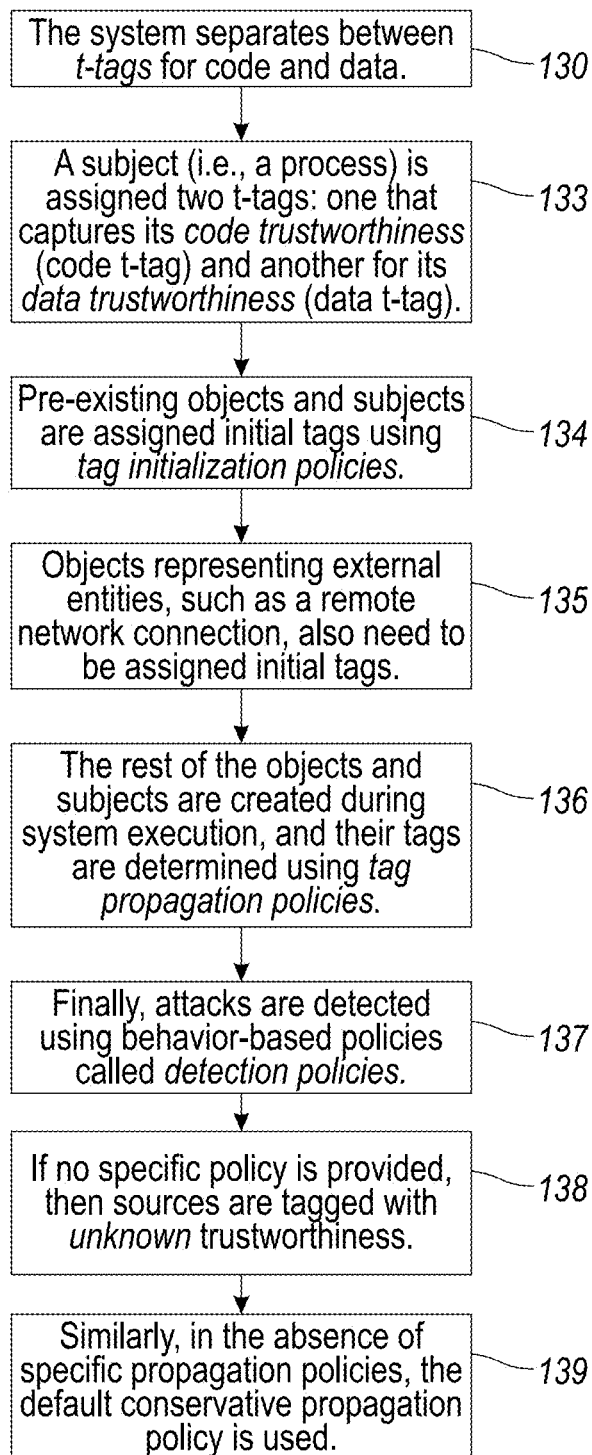 The system separates between
t-tags for code and data.
130
A subject (i.e., a process) is
assigned two t-tags: one that
captures its code trustworthiness
(code t-tag) and another for its
data trustworthiness (data t-tag).
133
Pre-existing objects and subjects
are assigned initial tags using
tag initialization policies.
134
Objects representing external
entities, such as a remote
network connection, also need to
be assigned initial tags.
135
The rest of the objects and
subjects are created during
system execution, and their tags
are determined using tag
propagation policies.
136
Finally, attacks are detected
using behavior-based policies
called detection policies.
137
If no specific policy is provided,
then sources are tagged with
unknown trustworthiness.
138
Similarly, in the absence of
specific propagation policies, the
default conservative propagation
policy is used.
139